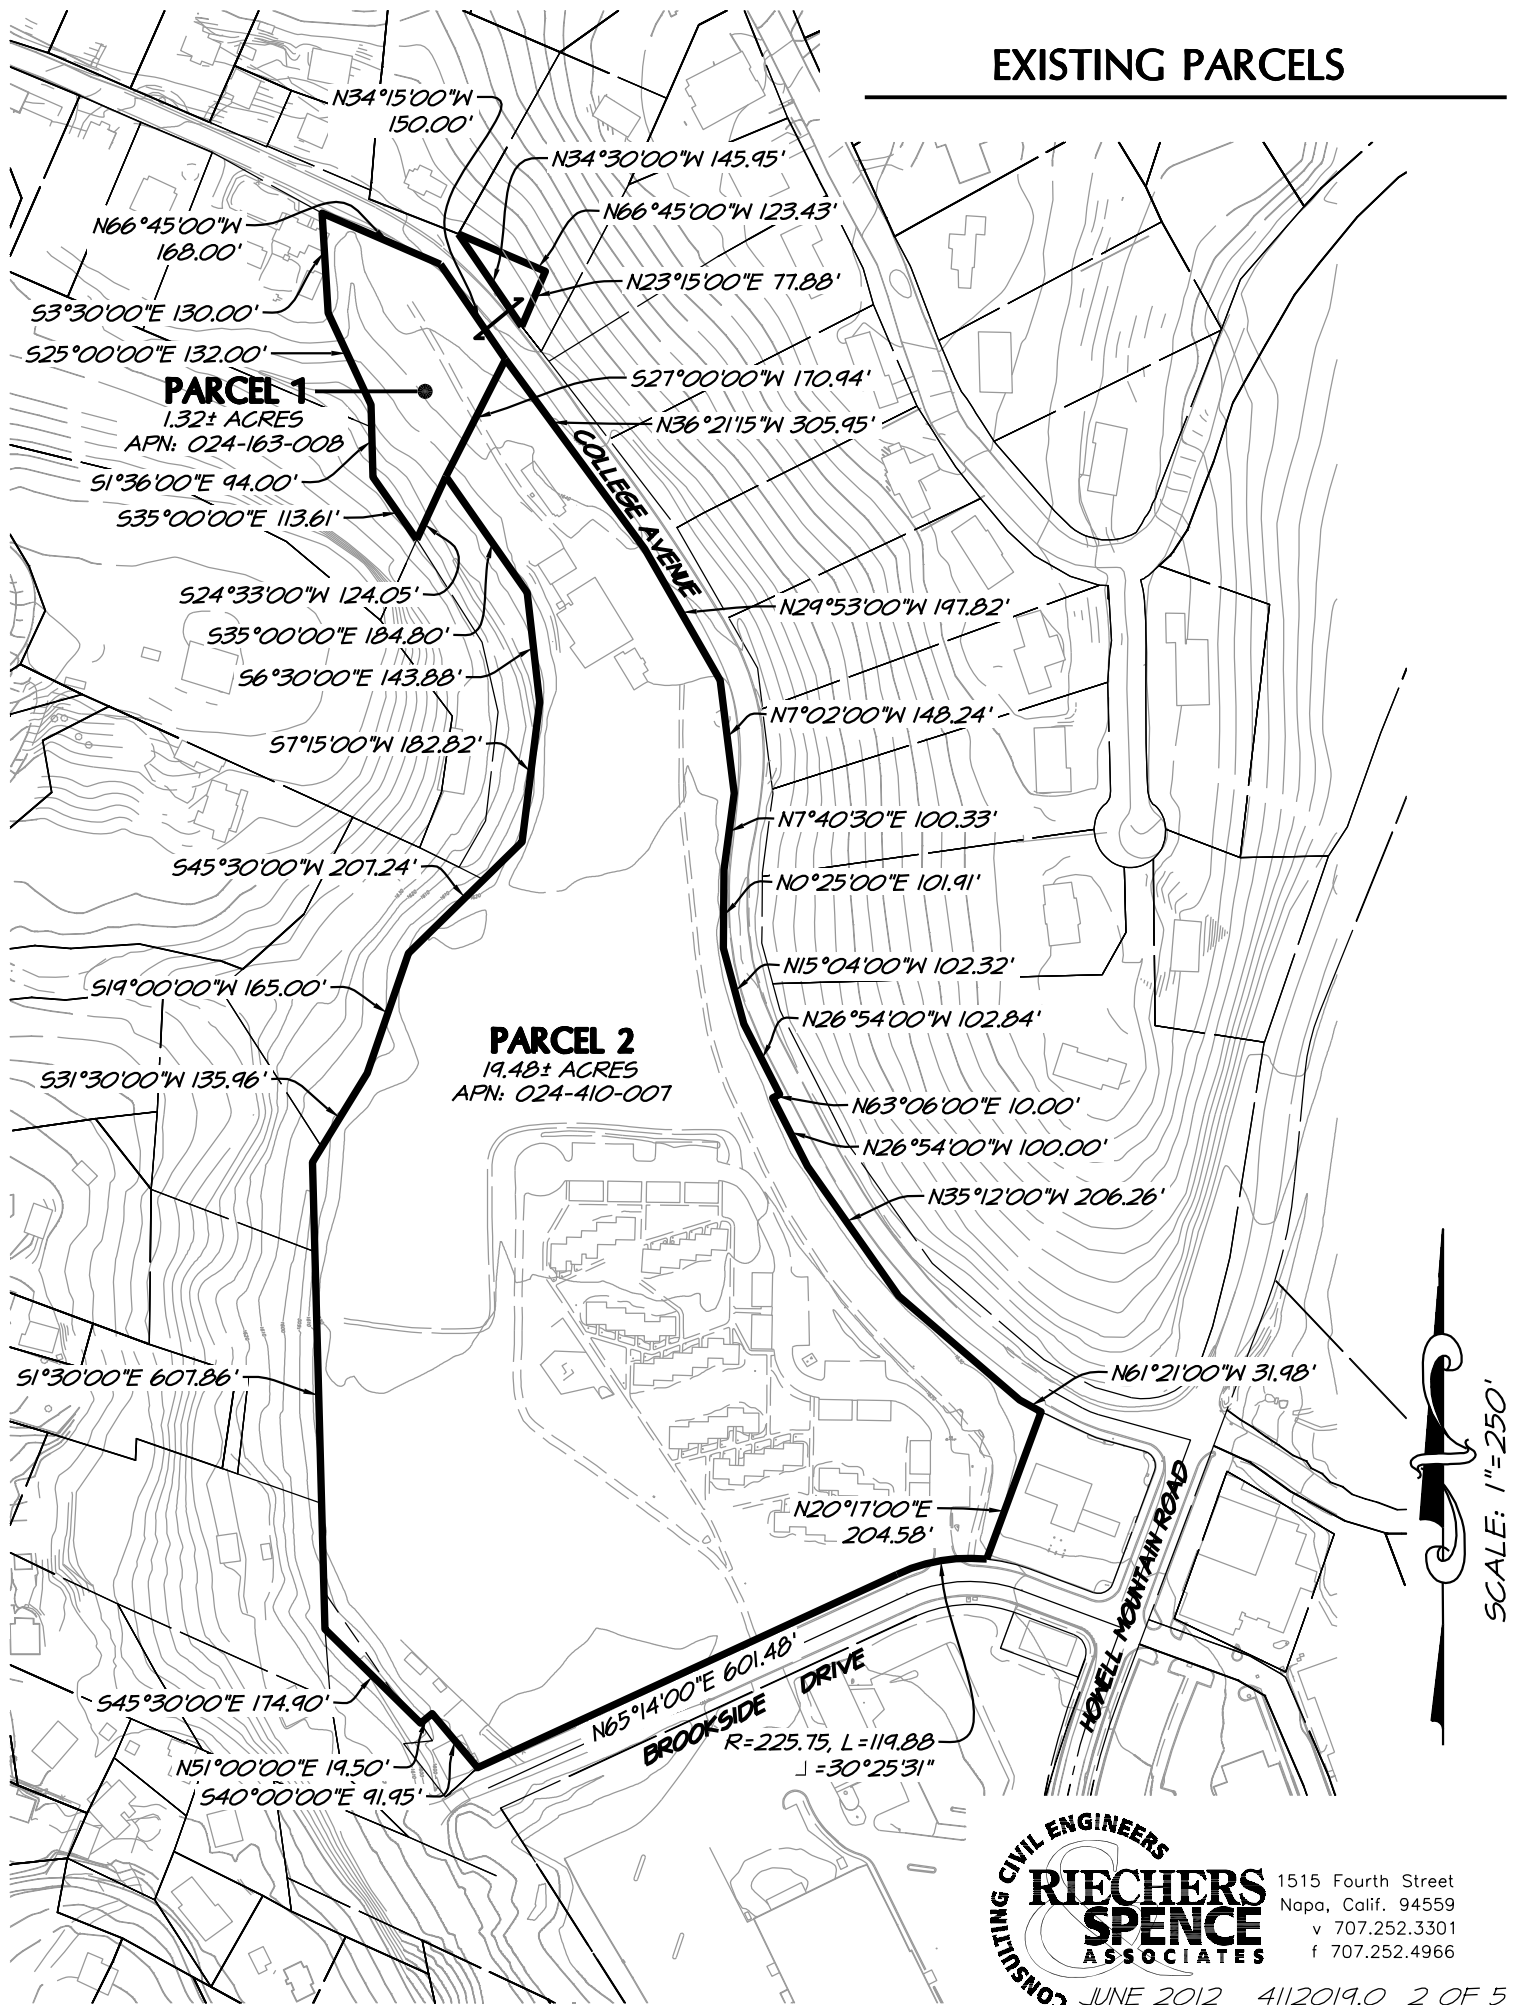 EXISTING PARCELS
N34°15'00"W
150.00'
N34°30'00"W 145.95'
N66°45'00"W 123.43'
N66°45'00"W
168.00'
N23°15'00"E 77.88'
S3°30'00"E 130.00'
S25°00'00"E 132.00'
PARCEL 1
1.32± ACRES
APN: 024-163-008
S27°00'00"W 170.94'
N36°21'15"W 305.95'
COLLEGE AVENUE
S1°36'00"E 94.00'
S35°00'00"E 113.61'
S24°33'00"W 124.05'
S35°00'00"E 184.80'
N29°53'00"W 197.82'
S6°30'00"E 143.88'
N7°02'00"W 148.24'
S7°15'00"W 182.82'
N7°40'30"E 100.33'
S45°30'00"W 207.24'
N0°25'00"E 101.91'
N15°04'00"W 102.32'
S19°00'00"W 165.00'
N26°54'00"W 102.84'
PARCEL 2
19.48± ACRES
APN: 024-410-007
S31°30'00"W 135.96'
N63°06'00"E 10.00'
N26°54'00"W 100.00'
N35°12'00"W 206.26'
S1°30'00"E 607.86'
N61°21'00"W 31.98'
SCALE: 1"=250'
N20°17'00"E
204.58'
HOWELL MOUNTAIN ROAD
N65°14'00"E 601.48'
BROOKSIDE DRIVE
S45°30'00"E 174.90'
R=225.75, L=119.88
=30°25'31"
N51°00'00"E 19.50'
S40°00'00"E 91.95'
CONSULTING CIVIL ENGINEERS
RIECHERS
&
SPENCE
ASSOCIATES
1515 Fourth Street
Napa, Calif. 94559
v 707.252.3301
f 707.252.4966
JUNE 2012 4112019.0 2 OF 5